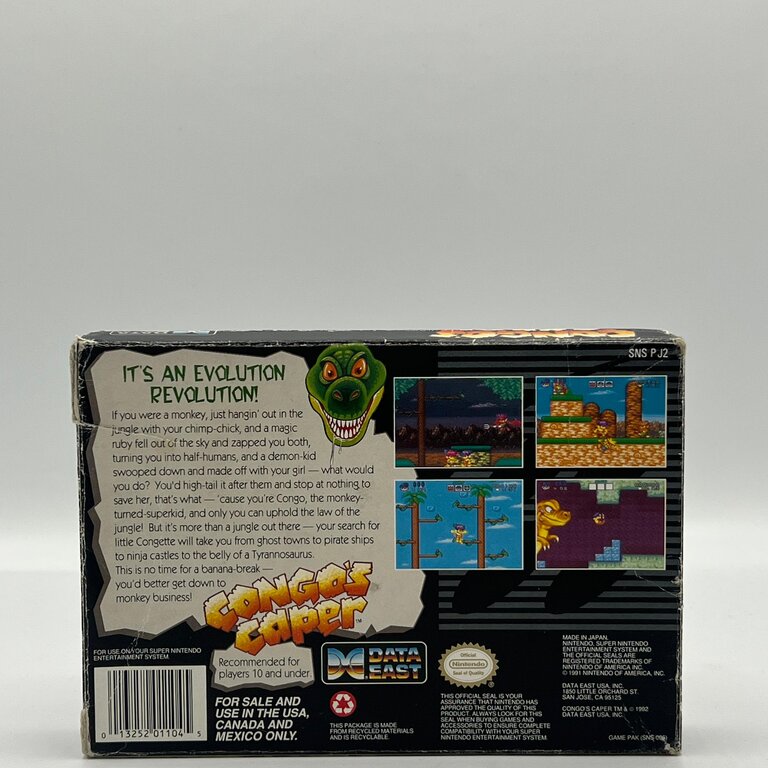 SNS PJ2
IT'S AN EVOLUTION
REVOLUTION!
If you were a monkey, just hangin' out in the
jungle with your chimp-chick, and a magic
ruby fell out of the sky and zapped you both,
turning you into half-humans, and a demon-kid
swooped down and made off with your girl — what would
you do? You'd high-tail it after them and stop at nothing to
save her, that's what — 'cause you're Congo, the monkey-
turned-superkid, and only you can uphold the law of the
jungle! But it's more than a jungle out there — your search for
little Congette will take you from ghost towns to pirate ships
to ninja castles to the belly of a Tyrannosaurus.
This is no time for a banana-break —
you'd better get down to
monkey business!
CONGO'S
CAPER™
FOR USE ON YOUR SUPER NINTENDO
ENTERTAINMENT SYSTEM
Recommended for
players 10 and under.
DATA
EAST
Official
Nintendo
Seal of Quality
0 13252 01104 5
FOR SALE AND
USE IN THE USA,
CANADA AND
MEXICO ONLY.
THIS PACKAGE IS MADE
FROM RECYCLED MATERIALS
AND IS RECYCLABLE.
THIS OFFICIAL SEAL IS YOUR
ASSURANCE THAT NINTENDO HAS
APPROVED THE QUALITY OF THIS
PRODUCT. ALWAYS LOOK FOR THIS
SEAL WHEN BUYING GAMES AND
ACCESSORIES TO ENSURE COMPLETE
COMPATIBILITY WITH YOUR SUPER
NINTENDO ENTERTAINMENT SYSTEM.
MADE IN JAPAN.
NINTENDO, SUPER NINTENDO
ENTERTAINMENT SYSTEM AND
THE OFFICIAL SEALS ARE
REGISTERED TRADEMARKS OF
NINTENDO OF AMERICA INC.
© 1991 NINTENDO OF AMERICA, INC.
DATA EAST USA, INC.
1850 LITTLE ORCHARD ST.
SAN JOSE, CA 95125
CONGO'S CAPER TM & © 1992
DATA EAST USA, INC.
GAME PAK (SNS 006)